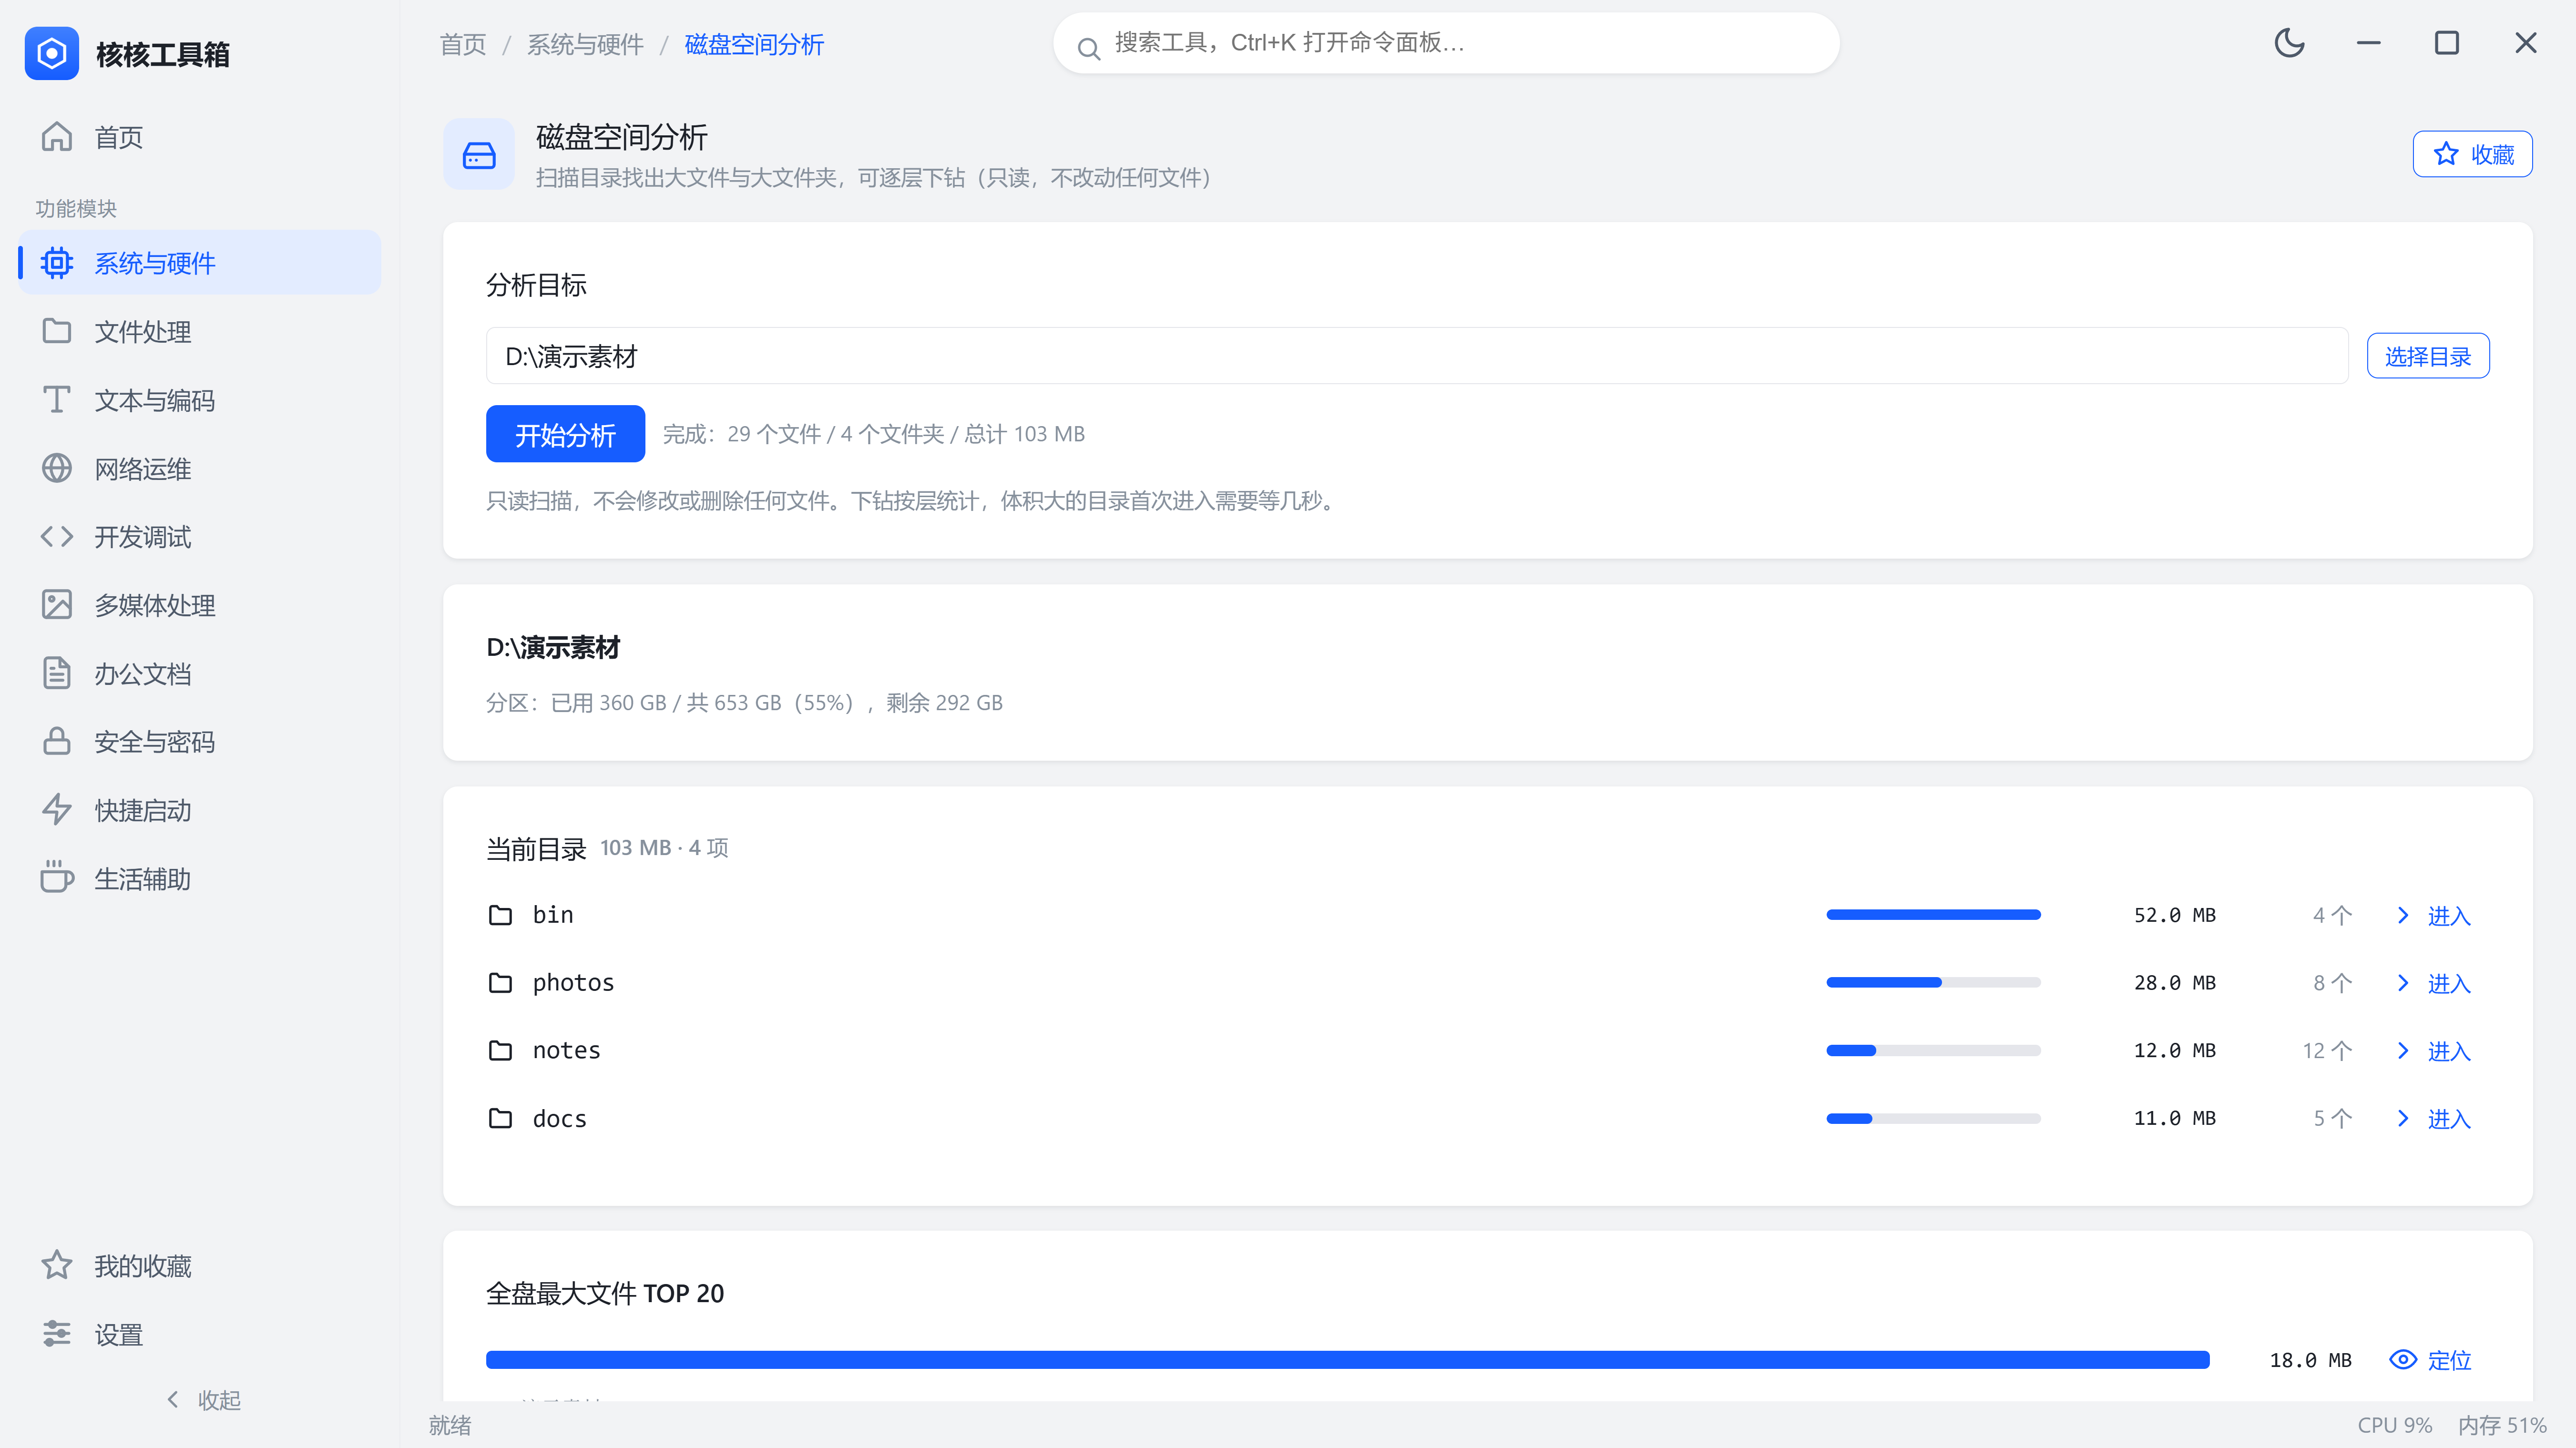 核核工具箱
首页 / 系统与硬件 / 磁盘空间分析
搜索工具，Ctrl+K 打开命令面板…
首页
功能模块
系统与硬件
文件处理
文本与编码
网络运维
开发调试
多媒体处理
办公文档
安全与密码
快捷启动
生活辅助
我的收藏
设置
收起
磁盘空间分析
扫描目录找出大文件与大文件夹，可逐层下钻（只读，不改动任何文件）
收藏
分析目标
D:\演示素材
选择目录
开始分析 完成：29 个文件 / 4 个文件夹 / 总计 103 MB
只读扫描，不会修改或删除任何文件。下钻按层统计，体积大的目录首次进入需要等几秒。
D:\演示素材
分区：已用 360 GB / 共 653 GB（55%），剩余 292 GB
当前目录 103 MB · 4 项
bin 52.0 MB 4 个 进入
photos 28.0 MB 8 个 进入
notes 12.0 MB 12 个 进入
docs 11.0 MB 5 个 进入
全盘最大文件 TOP 20
18.0 MB 定位
就绪
CPU 9% 内存 51%